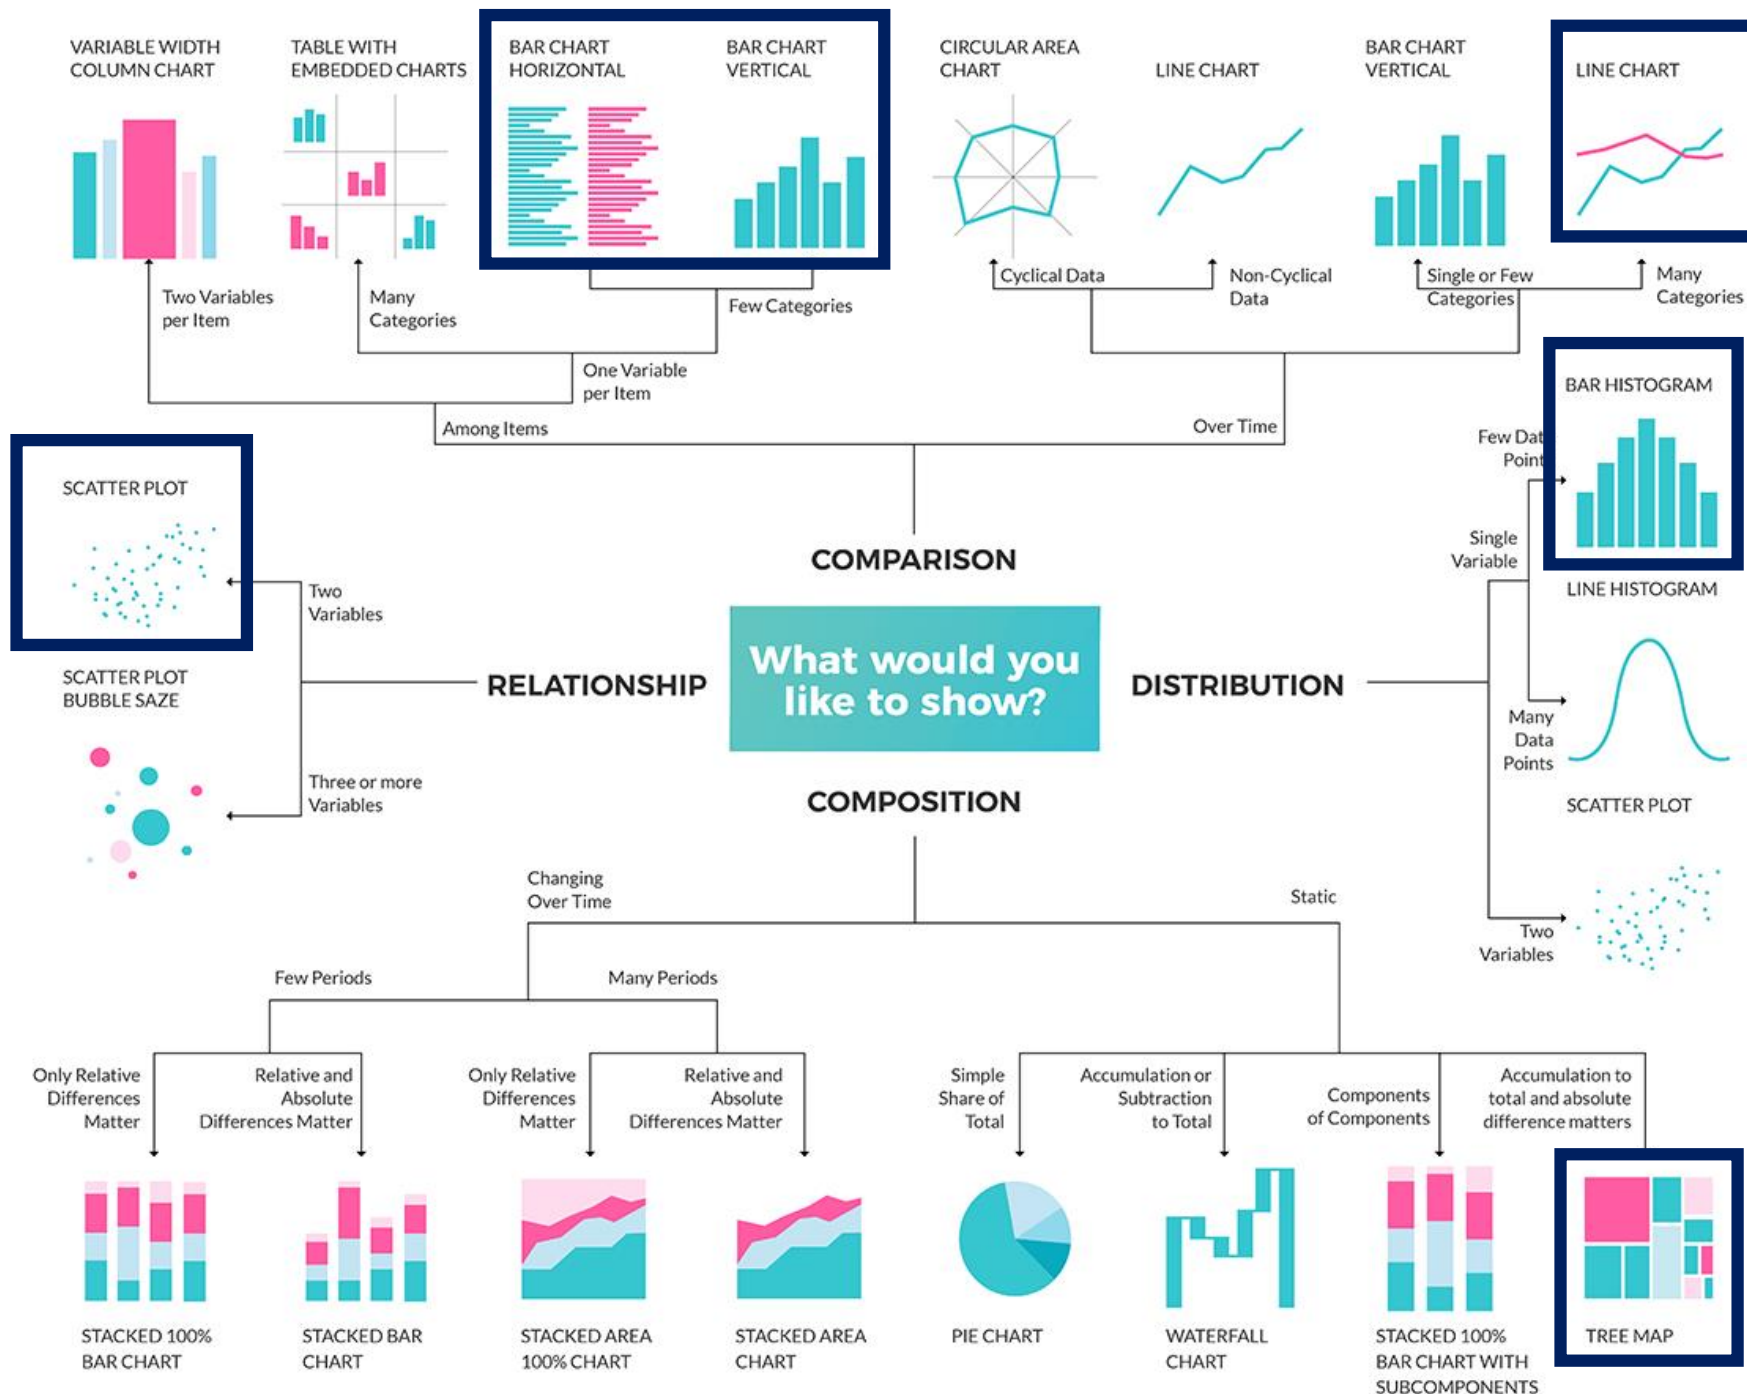 VARIABLE WIDTH
COLUMN CHART
TABLE WITH
EMBEDDED CHARTS
BAR CHART
HORIZONTAL
BAR CHART
VERTICAL
CIRCULAR AREA
CHART
LINE CHART
BAR CHART
VERTICAL
LINE CHART
Two Variables
per Item
Many
Categories
Few Categories
Cyclical Data
Non-Cyclical
Data
Single or Few
Categories
Many
Categories
One Variable
per Item
Among Items
Over Time
BAR HISTOGRAM
Few Dat
Point
Single
Variable
LINE HISTOGRAM
Many
Data
Points
SCATTER PLOT
Two
Variables
SCATTER PLOT
Two
Variables
SCATTER PLOT
BUBBLE SAZE
Three or more
Variables
COMPARISON
RELATIONSHIP
What would you
like to show?
DISTRIBUTION
COMPOSITION
Changing
Over Time
Static
Few Periods
Many Periods
Only Relative
Differences
Matter
Relative and
Absolute
Differences Matter
Only Relative
Differences
Matter
Relative and
Absolute
Differences Matter
Simple
Share of
Total
Accumulation or
Subtraction
to Total
Components
of Components
Accumulation to
total and absolute
difference matters
STACKED 100%
BAR CHART
STACKED BAR
CHART
STACKED AREA
100% CHART
STACKED AREA
CHART
PIE CHART
WATERFALL
CHART
STACKED 100%
BAR CHART WITH
SUBCOMPONENTS
TREE MAP